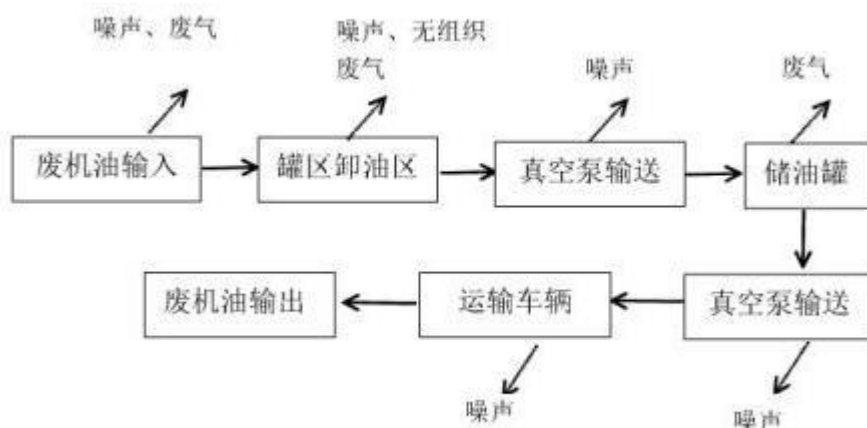 噪声、废气
噪声、无组织
废气
噪声
废气
废机油输入
罐区卸油区
真空泵输送
储油罐
废机油输出
运输车辆
真空泵输送
噪声
噪声